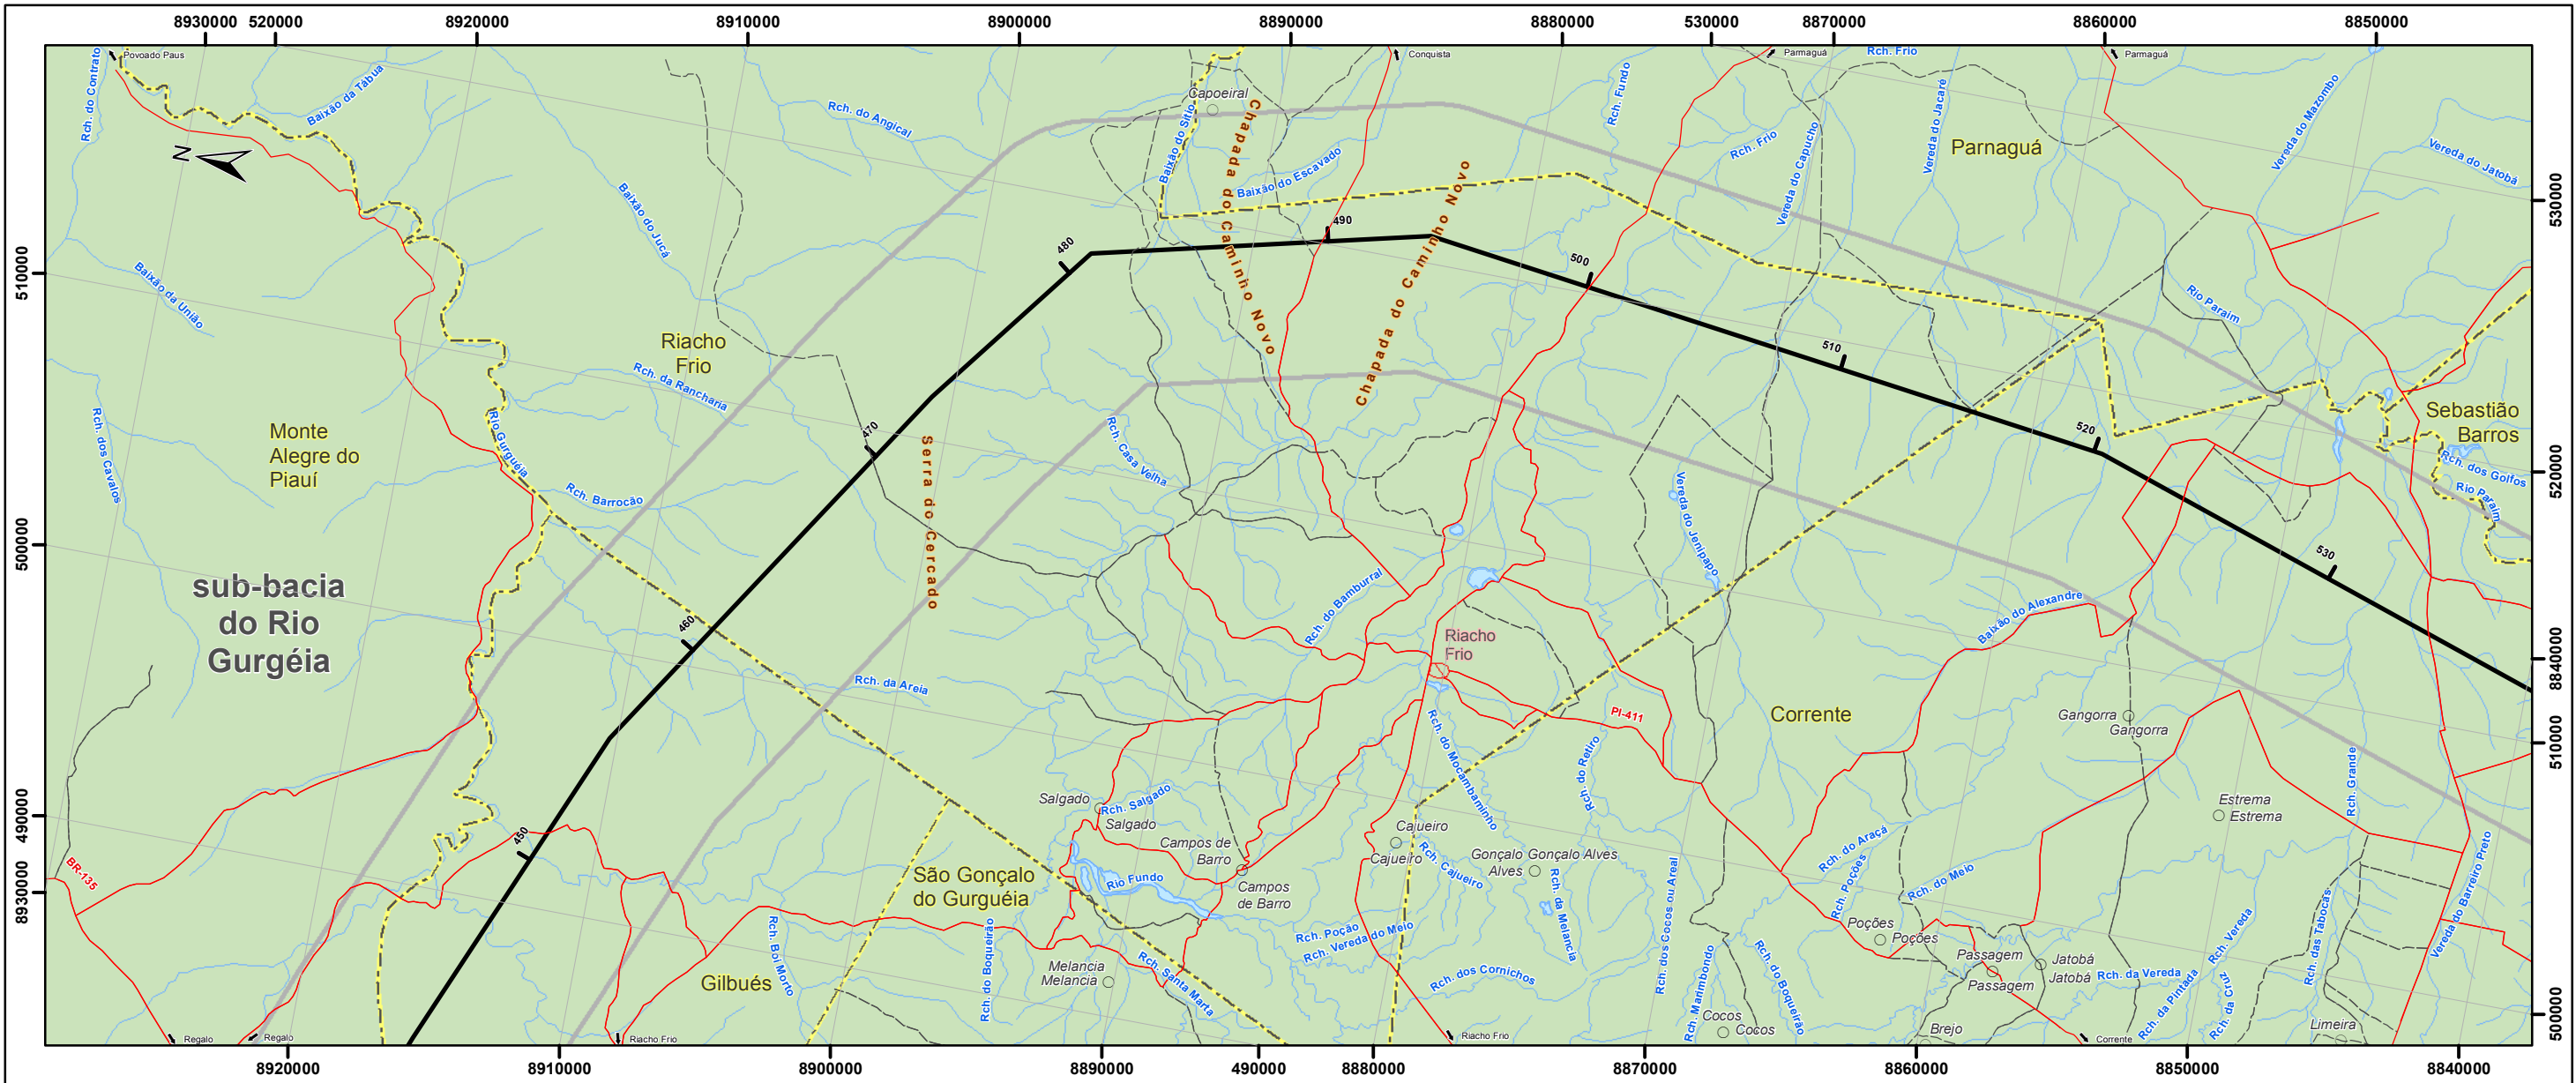 8930000 520000 8920000 8910000 8900000 8890000 8880000 530000 8870000 8860000 8850000
Povoado Paus
Conquista
Parmaguá
Parmaguá
Rch. Frio
Rch. do Contrato
Baixão da Tábua
Capoeiral
Rch. do Angical
Baixão do Sítio
Chapada do Caminho Novo
Rch. Fundo
Rch. Frio
Vereda do Capucho
Vereda do Jacaré
Parnaguá
Vereda do Mazombo
Vereda do Jatobá
N
Baixão do Escavado
Chapada do Caminho Novo
Baixão do Jucá
530000
510000
Baixão da União
480
490
500
510
520
530
Rio Paraim
Riacho
Frio
Rch. da Rancharia
Monte
Alegre do
Piauí
Rch. dos Cavalos
Rio Gurguéia
470
Serra do Cercado
Rch. Casa Velha
Sebastião
Barros
Rch. dos Golfos
Rio Paraim
520000
Rch. Barrocão
Vereda do Jenipapo
500000
sub-bacia
do Rio
Gurgéia
460
Rch. do Bamburral
Baixão do Alexandre
Riacho
Frio
8840000
Rch. da Areia
PI-411
Corrente
Gangorra
Gangorra
510000
Rch. do Mocambaminho
Rch. do Retiro
Rch. Grande
490000
Salgado
Rch. Salgado
Salgado
450
Campos de
Barro
Campos
de Barro
Cajueiro
Cajueiro
Rch. Cajueiro
Gonçalo
Alves
Gonçalo Alves
Estrema
Estrema
Rch. do Araçá
Rch. Poções
Rch. do Meio
BR-135
8930000
São Gonçalo
do Gurguéia
Rio Fundo
Rch. da Melancia
Rch. dos Cocos ou Areal
Rch. Poção
Rch. Vereda do Meio
Poções
Poções
Rch. Vereda
Rch. das Tabocas
Vereda do Barreiro Preto
Gilbués
Rch. Boi Morto
Rch. do Boqueirão
Melancia
Melancia
Rch. Santa Marta
Rch. dos Cornichos
Rch. Marimbondo
Rch. do Boqueirão
Passagem
Passagem
Jatobá
Jatobá
Rch. da Vereda
Rch. da Pintada
Rch. da Cruz
Cocos
Cocos
Brejo
Limeira
500000
Regalo
Regalo
Riacho Frio
Riacho Frio
Corrente
8920000 8910000 8900000 8890000 490000 8880000 8870000 8860000 8850000 8840000